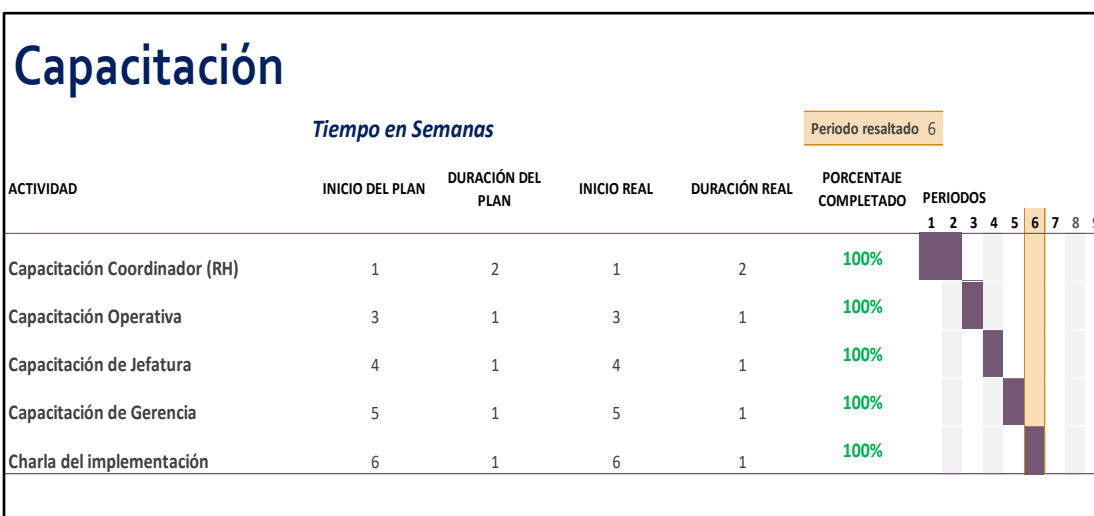 Capacitación
Tiempo en Semanas
Periodo resaltado 6
ACTIVIDAD INICIO DEL PLAN DURACIÓN DEL PLAN INICIO REAL DURACIÓN REAL PORCENTAJE COMPLETADO PERIODOS
1 2 3 4 5 6 7 8 9
Capacitación Coordinador (RH) 1 2 1 2 100%
Capacitación Operativa 3 1 3 1 100%
Capacitación de Jefatura 4 1 4 1 100%
Capacitación de Gerencia 5 1 5 1 100%
Charla del implementación 6 1 6 1 100%